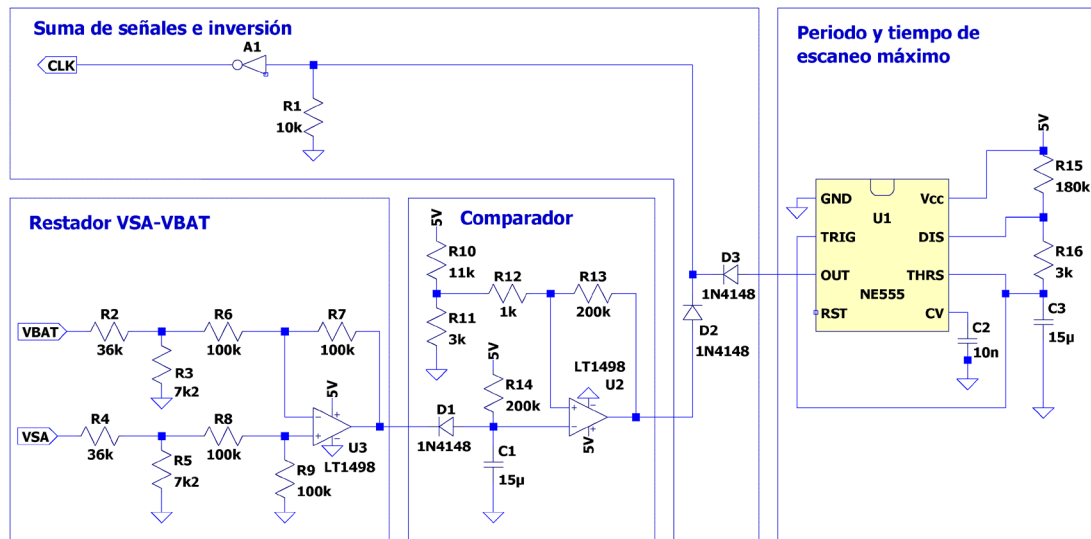 Suma de señales e inversión
A1
CLK
R1
10k
Periodo y tiempo de
escaneo máximo
5V
R15
180k
GND
Vcc
U1
TRIG
DIS
R16
3k
OUT
THRS
NE555
RST
CV
C3
15µ
C2
10n
D3
1N4148
D2
1N4148
Restador VSA-VBAT
VBAT
R2
36k
R6
100k
R7
100k
R3
7k2
5V
VSA
R4
36k
R8
100k
U3
LT1498
R5
7k2
R9
100k
Comparador
5V
R10
11k
R12
1k
R13
200k
R11
3k
5V
R14
200k
LT1498
U2
5V
D1
1N4148
C1
15µ
+
−
+
−
+
−
+
−